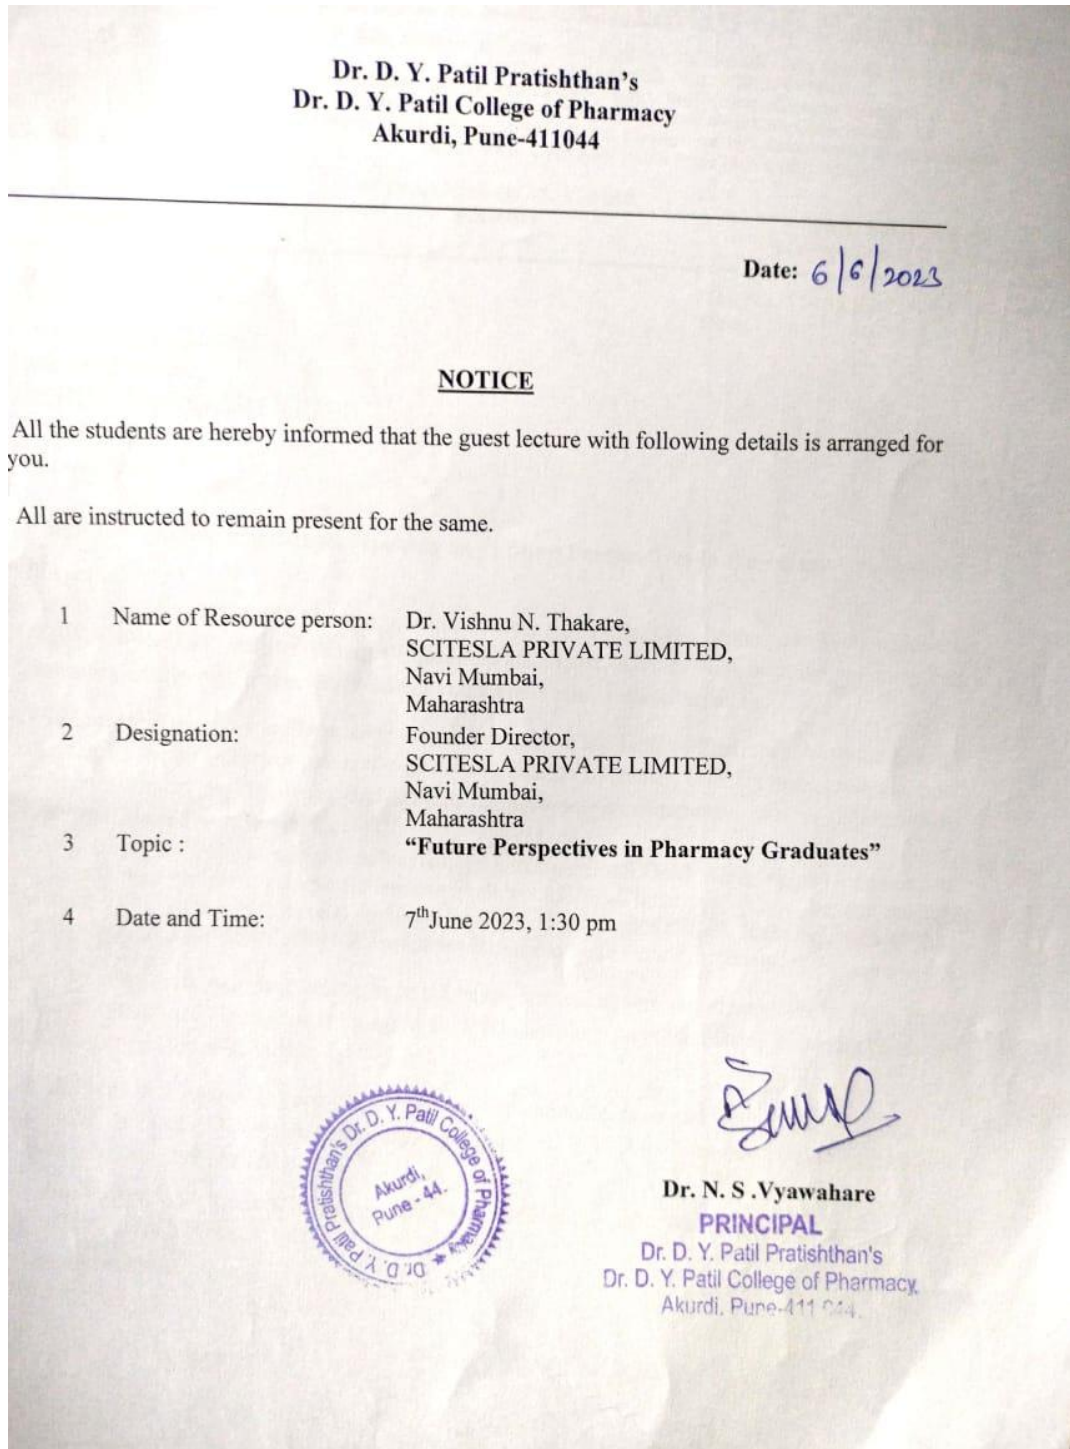 Dr. D. Y. Patil Pratishthan's
Dr. D. Y. Patil College of Pharmacy
Akurdi, Pune-411044
Date: 6/6/2023
NOTICE
All the students are hereby informed that the guest lecture with following details is arranged for
you.
All are instructed to remain present for the same.
1 Name of Resource person: Dr. Vishnu N. Thakare,
SCITESLA PRIVATE LIMITED,
Navi Mumbai,
Maharashtra
2 Designation: Founder Director,
SCITESLA PRIVATE LIMITED,
Navi Mumbai,
Maharashtra
3 Topic : “Future Perspectives in Pharmacy Graduates”
4 Date and Time: 7th June 2023, 1:30 pm
Dr. D. Y. Patil Pratishthan's Dr. D. Y. Patil College of Pharmacy ★
Akurdi,
Pune - 44.
Dr. N. S .Vyawahare
PRINCIPAL
Dr. D. Y. Patil Pratishthan's
Dr. D. Y. Patil College of Pharmacy,
Akurdi. Pune-411 044.